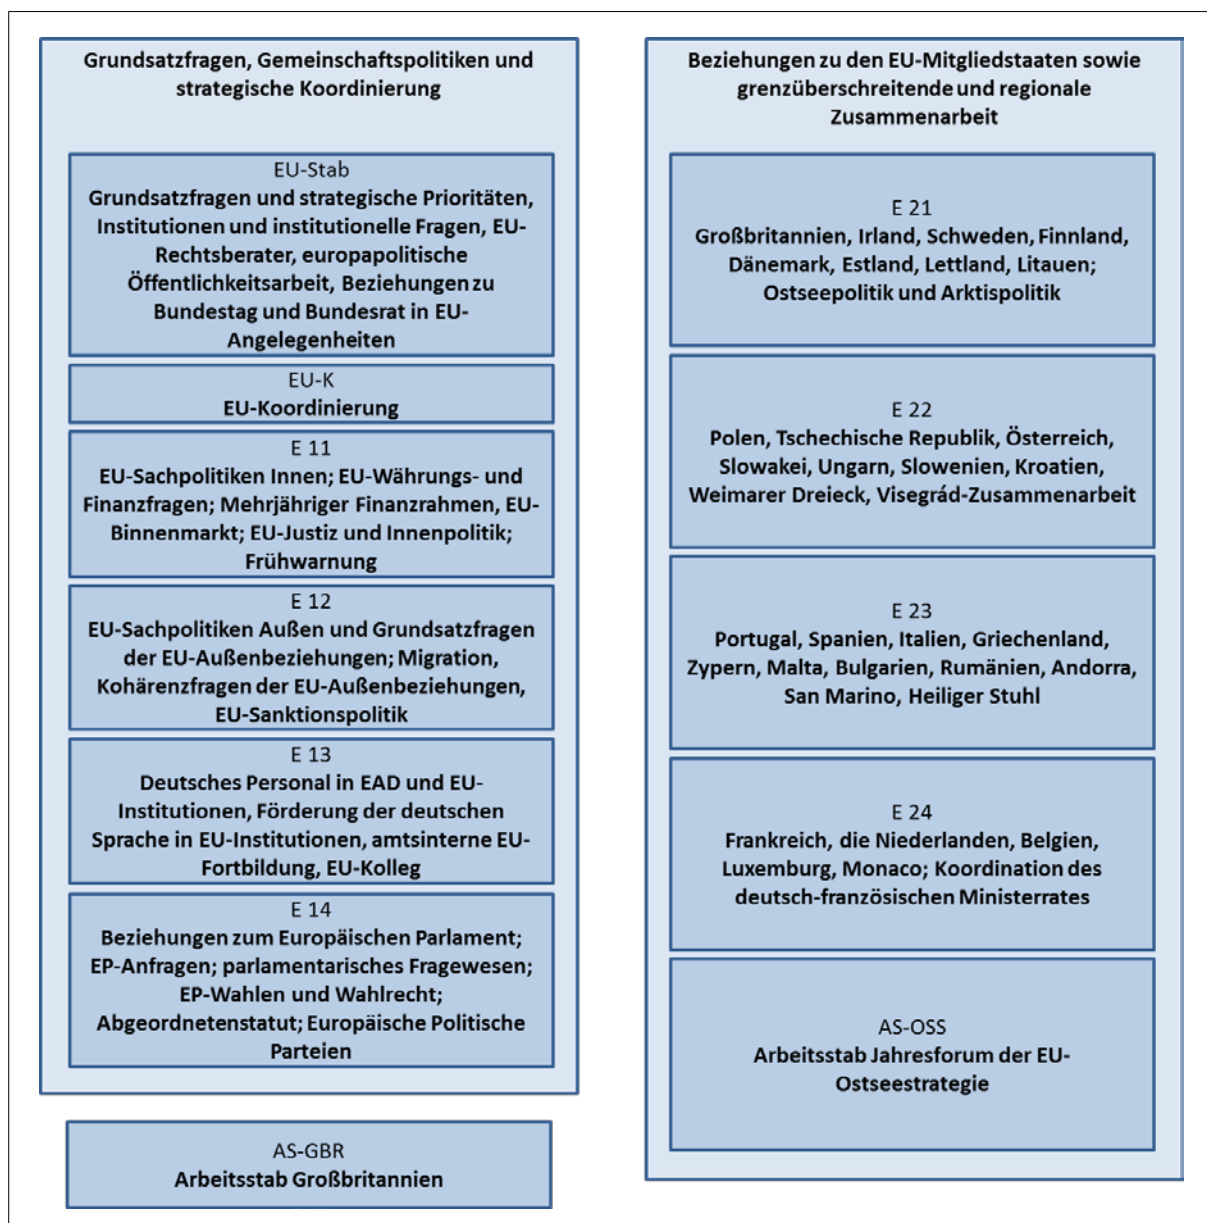 Grundsatzfragen, Gemeinschaftspolitiken und
strategische Koordinierung
EU-Stab
Grundsatzfragen und strategische Prioritäten,
Institutionen und institutionelle Fragen, EU-
Rechtsberater, europapolitische
Öffentlichkeitsarbeit, Beziehungen zu
Bundestag und Bundesrat in EU-
Angelegenheiten
EU-K
EU-Koordinierung
E 11
EU-Sachpolitiken Innen; EU-Währungs- und
Finanzfragen; Mehrjähriger Finanzrahmen, EU-
Binnenmarkt; EU-Justiz und Innenpolitik;
Frühwarnung
E 12
EU-Sachpolitiken Außen und Grundsatzfragen
der EU-Außenbeziehungen; Migration,
Kohärenzfragen der EU-Außenbeziehungen,
EU-Sanktionspolitik
E 13
Deutsches Personal in EAD und EU-
Institutionen, Förderung der deutschen
Sprache in EU-Institutionen, amtsinterne EU-
Fortbildung, EU-Kolleg
E 14
Beziehungen zum Europäischen Parlament;
EP-Anfragen; parlamentarisches Fragewesen;
EP-Wahlen und Wahlrecht;
Abgeordnetenstatut; Europäische Politische
Parteien
AS-GBR
Arbeitsstab Großbritannien
Beziehungen zu den EU-Mitgliedstaaten sowie
grenzüberschreitende und regionale
Zusammenarbeit
E 21
Großbritannien, Irland, Schweden, Finnland,
Dänemark, Estland, Lettland, Litauen;
Ostseepolitik und Arktispolitik
E 22
Polen, Tschechische Republik, Österreich,
Slowakei, Ungarn, Slowenien, Kroatien,
Weimarer Dreieck, Visegrád-Zusammenarbeit
E 23
Portugal, Spanien, Italien, Griechenland,
Zypern, Malta, Bulgarien, Rumänien, Andorra,
San Marino, Heiliger Stuhl
E 24
Frankreich, die Niederlanden, Belgien,
Luxemburg, Monaco; Koordination des
deutsch-französischen Ministerrates
AS-OSS
Arbeitsstab Jahresforum der EU-
Ostseestrategie